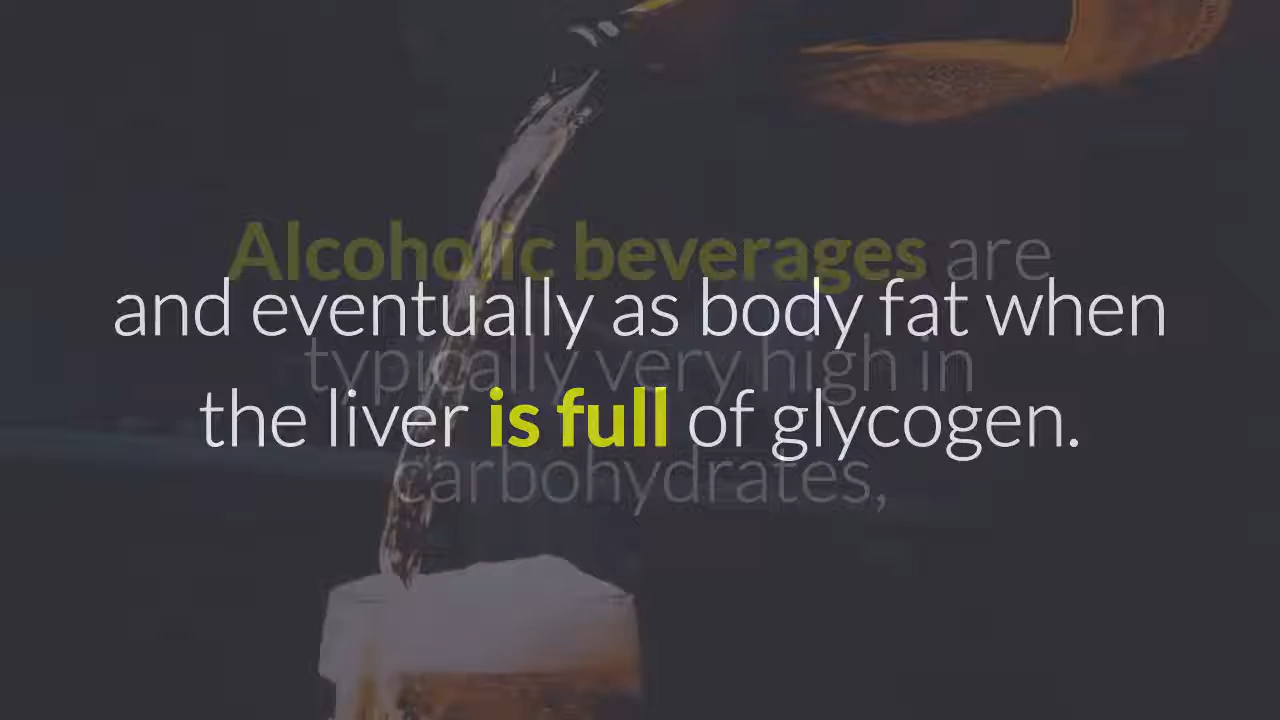 Alcoholic beverages are
and eventually as body fat when
typically very high in
the liver is full of glycogen.
carbohydrates,